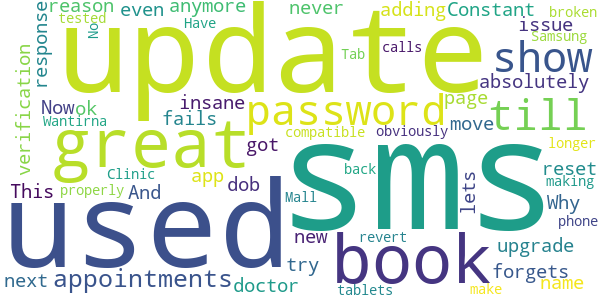 reason
even
anymore
never
adding
Constant
broken
tested
No
Have
update
Tab
calls
issue
Samsung
response
show
absolutely
verification
Now
ok
insane
password
page
till
Wantirna
fails
compatible
obviously
move
longer
great
got
sms
Clinic
app
dob
back
lets
reset
making
This
properly
And
Mall
Why
phone
used
new
book
revert
upgrade
next
appointments
doctor
try
tablets
forgets
make
name